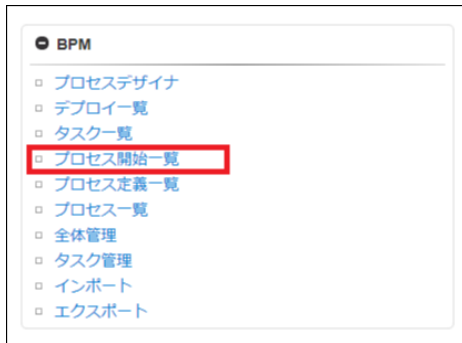 BPM
プロセスデザイナ
デプロイ一覧
タスク一覧
プロセス開始一覧
プロセス定義一覧
プロセス一覧
全体管理
タスク管理
インポート
エクスポート